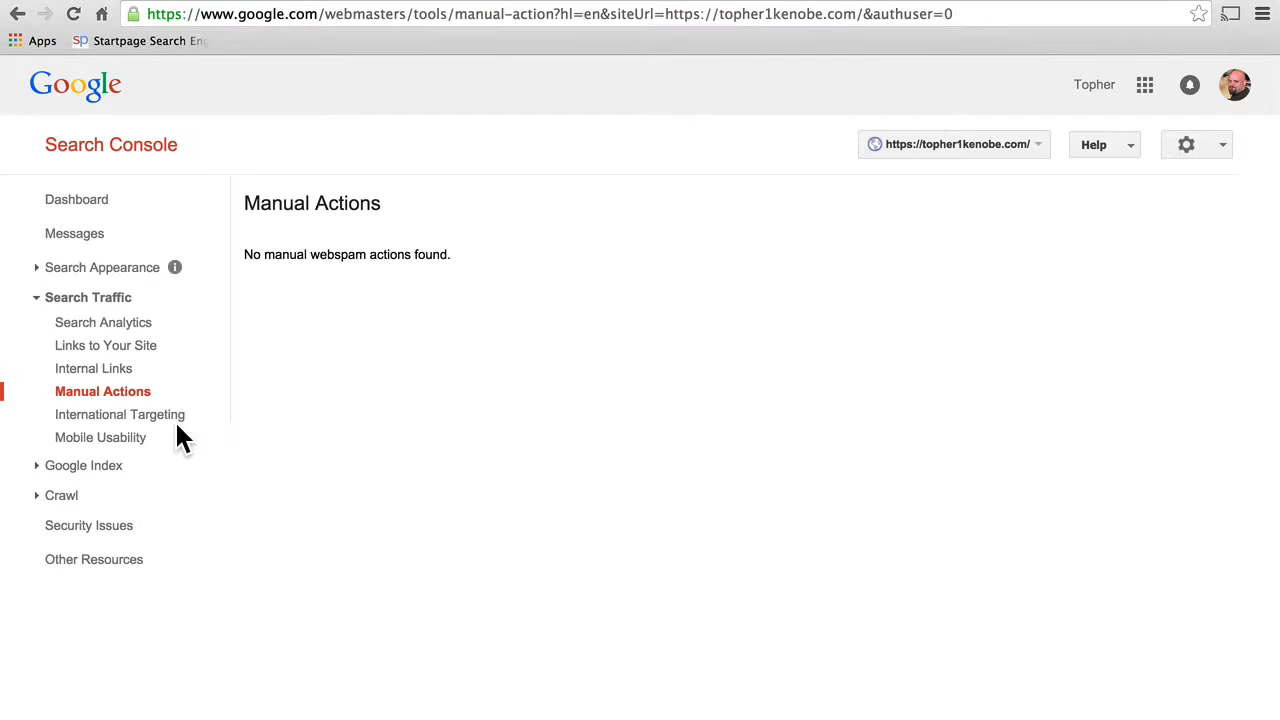 https://www.google.com/webmasters/tools/manual-action?hl=en&siteUrl=https://topher1kenobe.com/&authuser=0
Apps SP Startpage Search Eng
Google
Topher
Search Console
https://topher1kenobe.com/
Help
Dashboard
Messages
Search Appearance i
Search Traffic
Search Analytics
Links to Your Site
Internal Links
Manual Actions
International Targeting
Mobile Usability
Google Index
Crawl
Security Issues
Other Resources
Manual Actions
No manual webspam actions found.